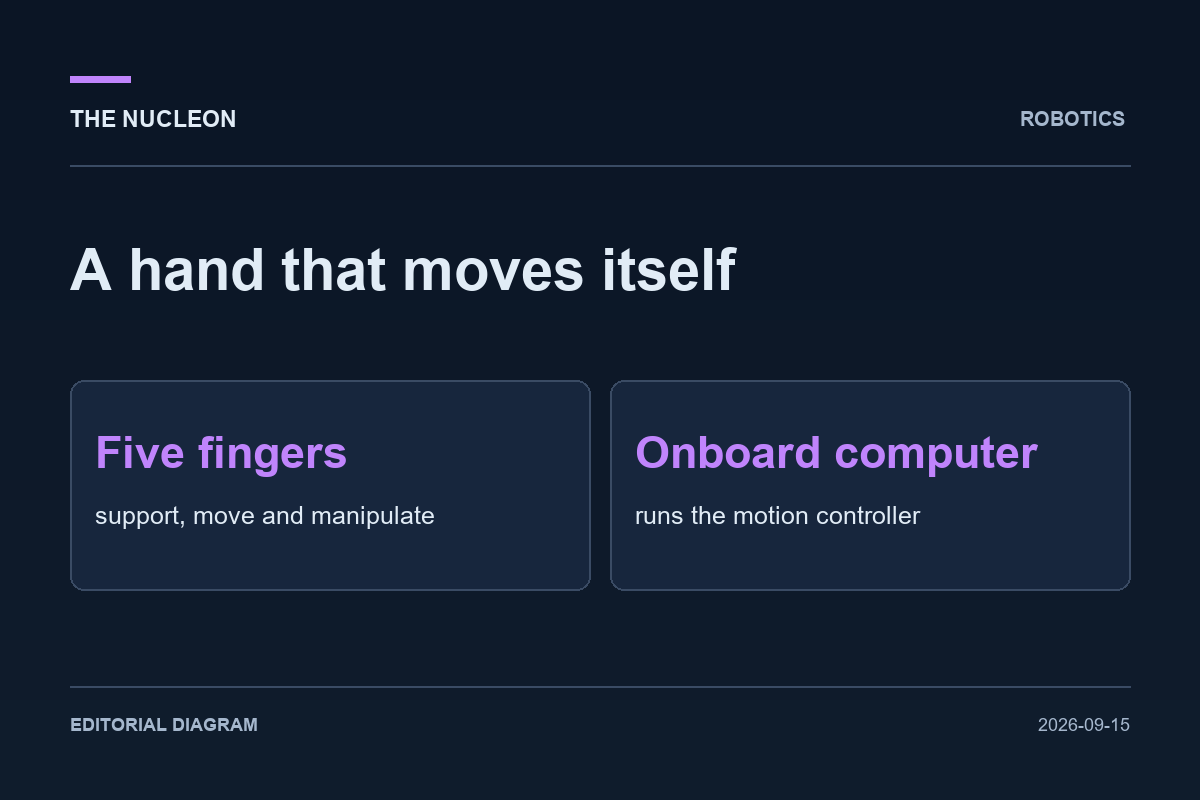 THE NUCLEON
ROBOTICS
A hand that moves itself
Five fingers
support, move and manipulate
Onboard computer
runs the motion controller
EDITORIAL DIAGRAM
2026-09-15